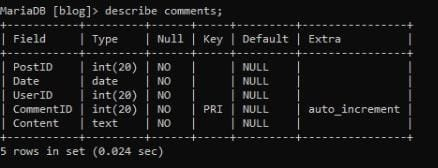 MariaDB [blog]> describe comments;
+-----------+---------+------+-----+---------+----------------+
| Field | Type | Null | Key | Default | Extra |
+-----------+---------+------+-----+---------+----------------+
| PostID | int(20) | NO | | NULL | |
| Date | date | NO | | NULL | |
| UserID | int(20) | NO | | NULL | |
| CommentID | int(20) | NO | PRI | NULL | auto_increment |
| Content | text | NO | | NULL | |
+-----------+---------+------+-----+---------+----------------+
5 rows in set (0.024 sec)